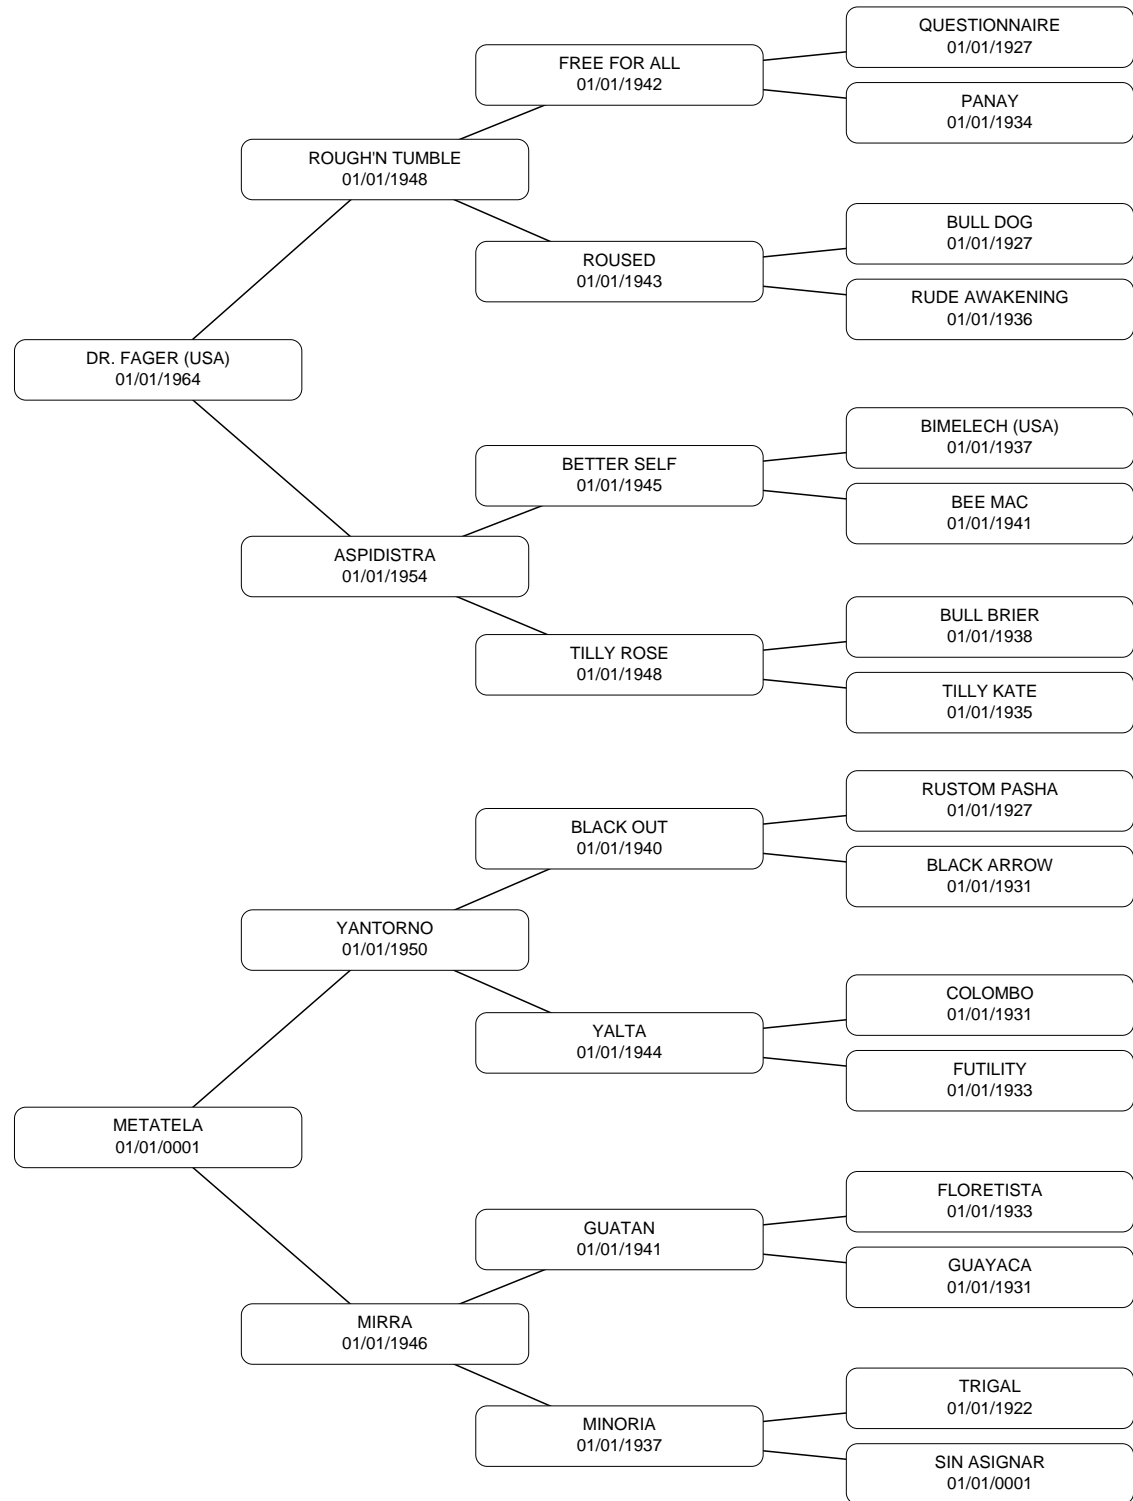 QUESTIONNAIRE
01/01/1927
FREE FOR ALL
01/01/1942
PANAY
01/01/1934
ROUGH'N TUMBLE
01/01/1948
BULL DOG
01/01/1927
ROUSED
01/01/1943
RUDE AWAKENING
01/01/1936
DR. FAGER (USA)
01/01/1964
BIMELECH (USA)
01/01/1937
BETTER SELF
01/01/1945
BEE MAC
01/01/1941
ASPIDISTRA
01/01/1954
BULL BRIER
01/01/1938
TILLY ROSE
01/01/1948
TILLY KATE
01/01/1935
RUSTOM PASHA
01/01/1927
BLACK OUT
01/01/1940
BLACK ARROW
01/01/1931
YANTORNO
01/01/1950
COLOMBO
01/01/1931
YALTA
01/01/1944
FUTILITY
01/01/1933
METATELA
01/01/0001
FLORETISTA
01/01/1933
GUATAN
01/01/1941
GUAYACA
01/01/1931
MIRRA
01/01/1946
TRIGAL
01/01/1922
MINORIA
01/01/1937
SIN ASIGNAR
01/01/0001